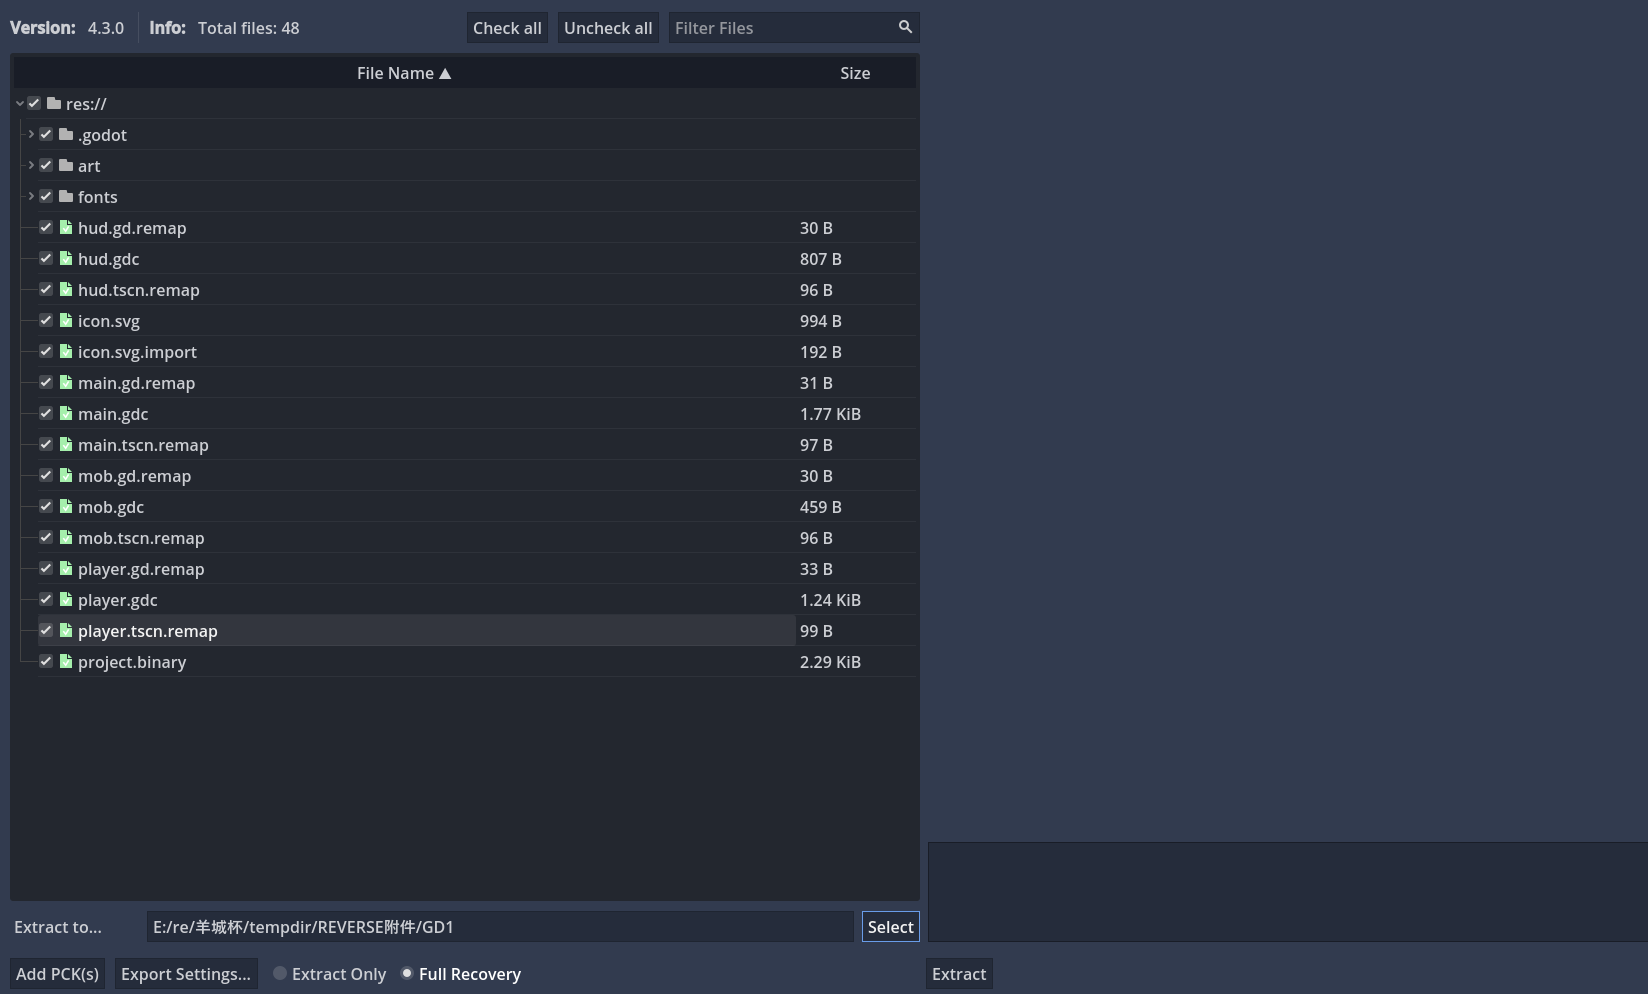 Version: 4.3.0 Info: Total files: 48 Check all Uncheck all Filter Files
File Name ▲ Size
res://
.godot
art
fonts
hud.gd.remap 30 B
hud.gdc 807 B
hud.tscn.remap 96 B
icon.svg 994 B
icon.svg.import 192 B
main.gd.remap 31 B
main.gdc 1.77 KiB
main.tscn.remap 97 B
mob.gd.remap 30 B
mob.gdc 459 B
mob.tscn.remap 96 B
player.gd.remap 33 B
player.gdc 1.24 KiB
player.tscn.remap 99 B
project.binary 2.29 KiB
Extract to... E:/re/羊城杯/tempdir/REVERSE附件/GD1 Select
Add PCK(s) Export Settings... Extract Only Full Recovery Extract